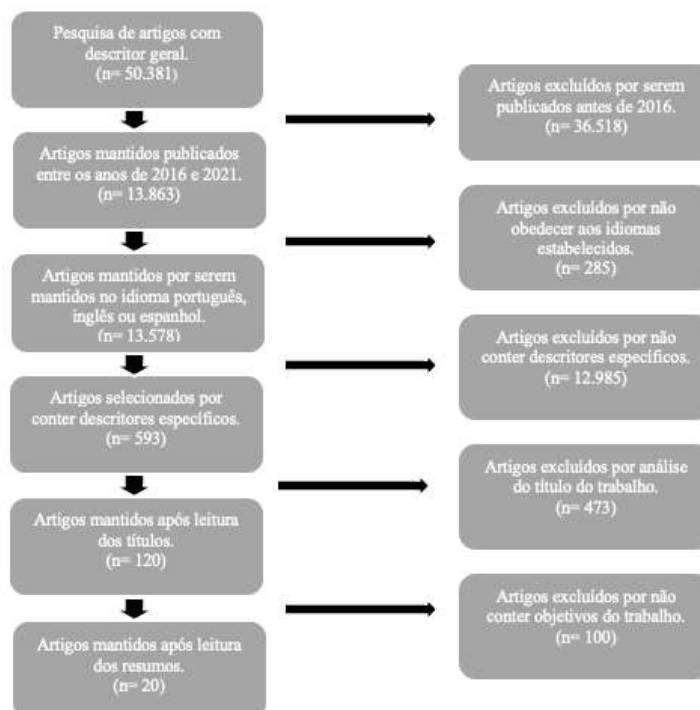 Pesquisa de artigos com
descritor geral.
(n= 50.381)
Artigos excluídos por serem
publicados antes de 2016.
(n= 36.518)
Artigos mantidos publicados
entre os anos de 2016 e 2021.
(n= 13.863)
Artigos excluídos por não
obedecer aos idiomas
estabelecidos.
(n= 285)
Artigos mantidos por serem
mantidos no idioma português,
inglês ou espanhol.
(n= 13.578)
Artigos excluídos por não
conter descritores específicos.
(n= 12.985)
Artigos selecionados por
conter descritores específicos.
(n= 593)
Artigos excluídos por análise
do título do trabalho.
(n= 473)
Artigos mantidos após leitura
dos títulos.
(n= 120)
Artigos excluídos por não
conter objetivos do trabalho.
(n= 100)
Artigos mantidos após leitura
dos resumos.
(n= 20)